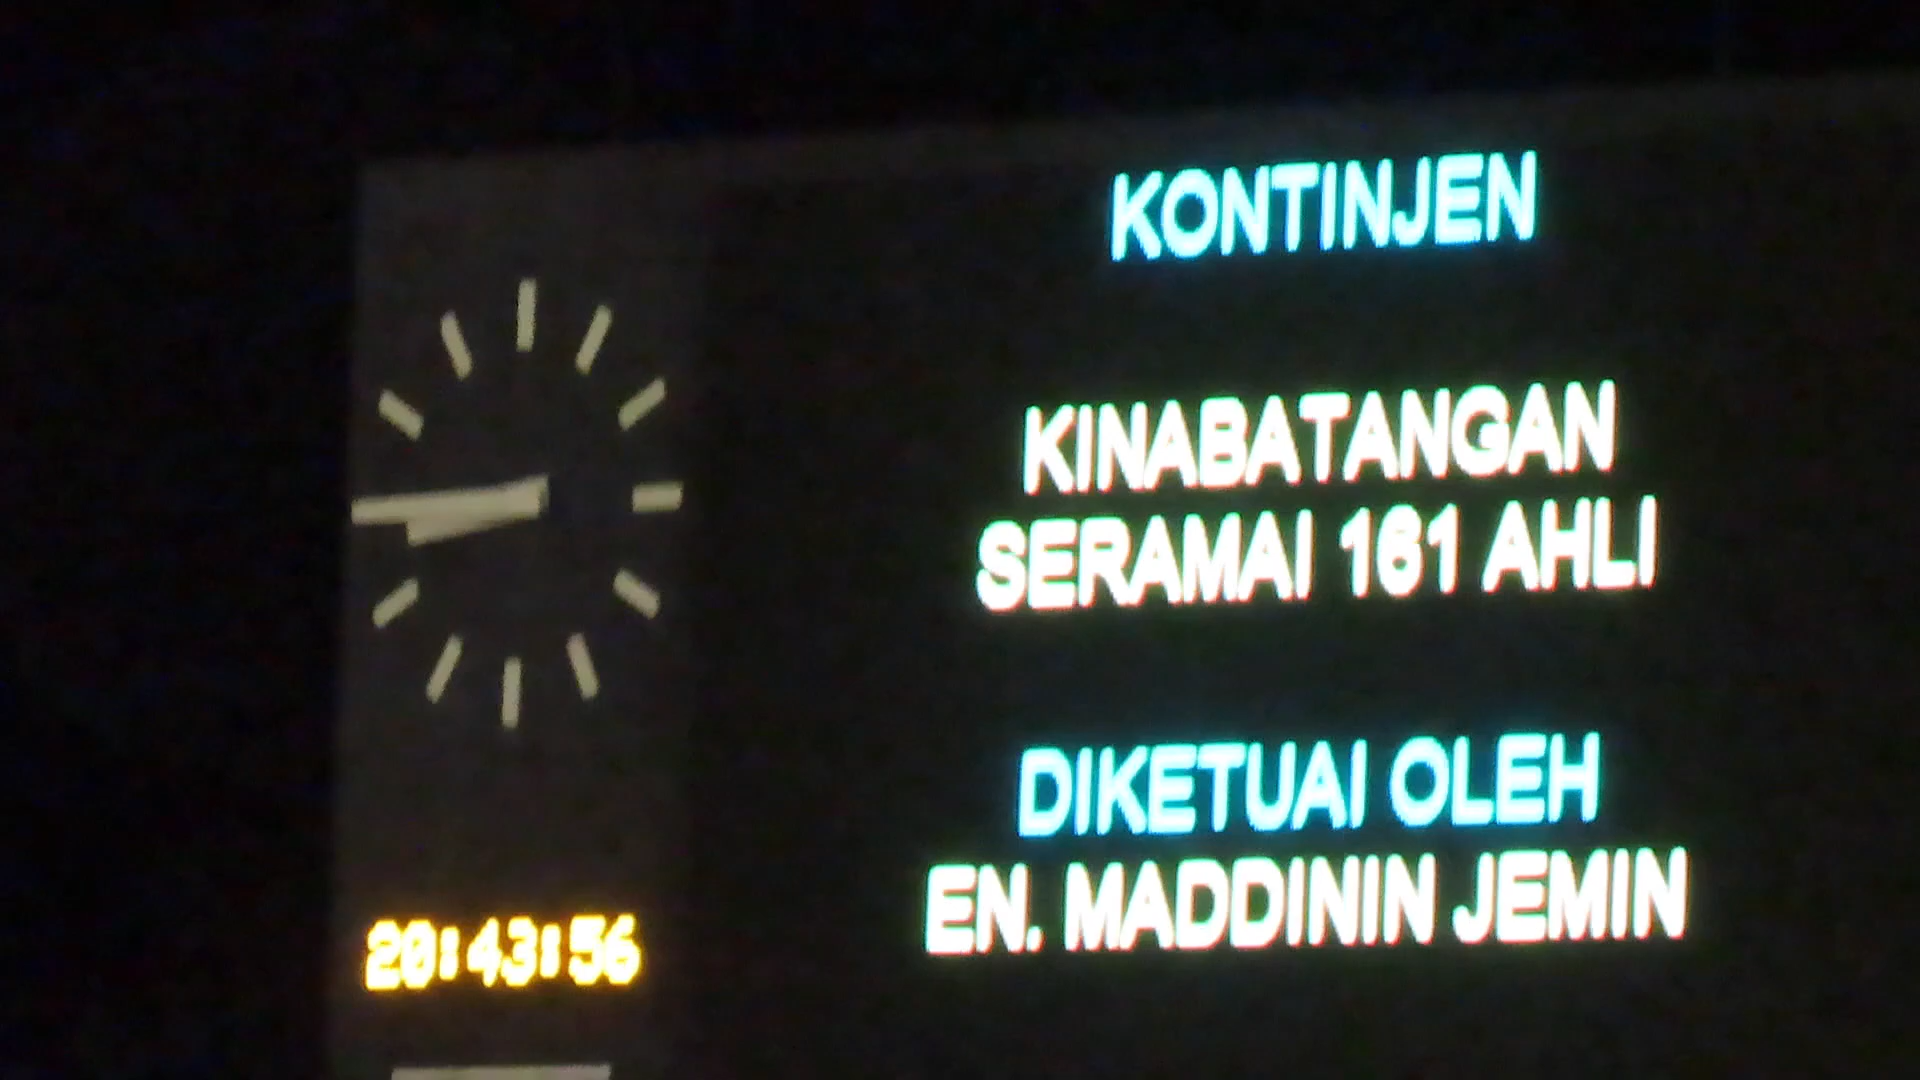 KONTINJEN
KINABATANGAN
SERAMAI 161 AHLI
DIKETUAI OLEH
EN. MADDININ JEMIN
20:43:56